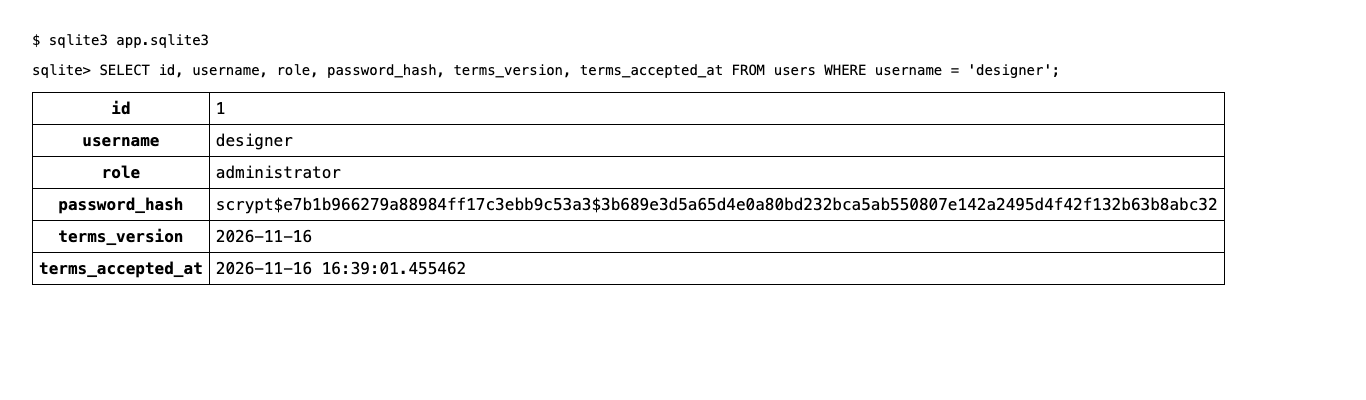 $ sqlite3 app.sqlite3
sqlite> SELECT id, username, role, password_hash, terms_version, terms_accepted_at FROM users WHERE username = 'designer';
id 1
username designer
role administrator
password_hash scrypt$e7b1b966279a88984ff17c3ebb9c53a3$3b689e3d5a65d4e0a80bd232bca5ab550807e142a2495d4f42f132b63b8abc32
terms_version 2026-11-16
terms_accepted_at 2026-11-16 16:39:01.455462